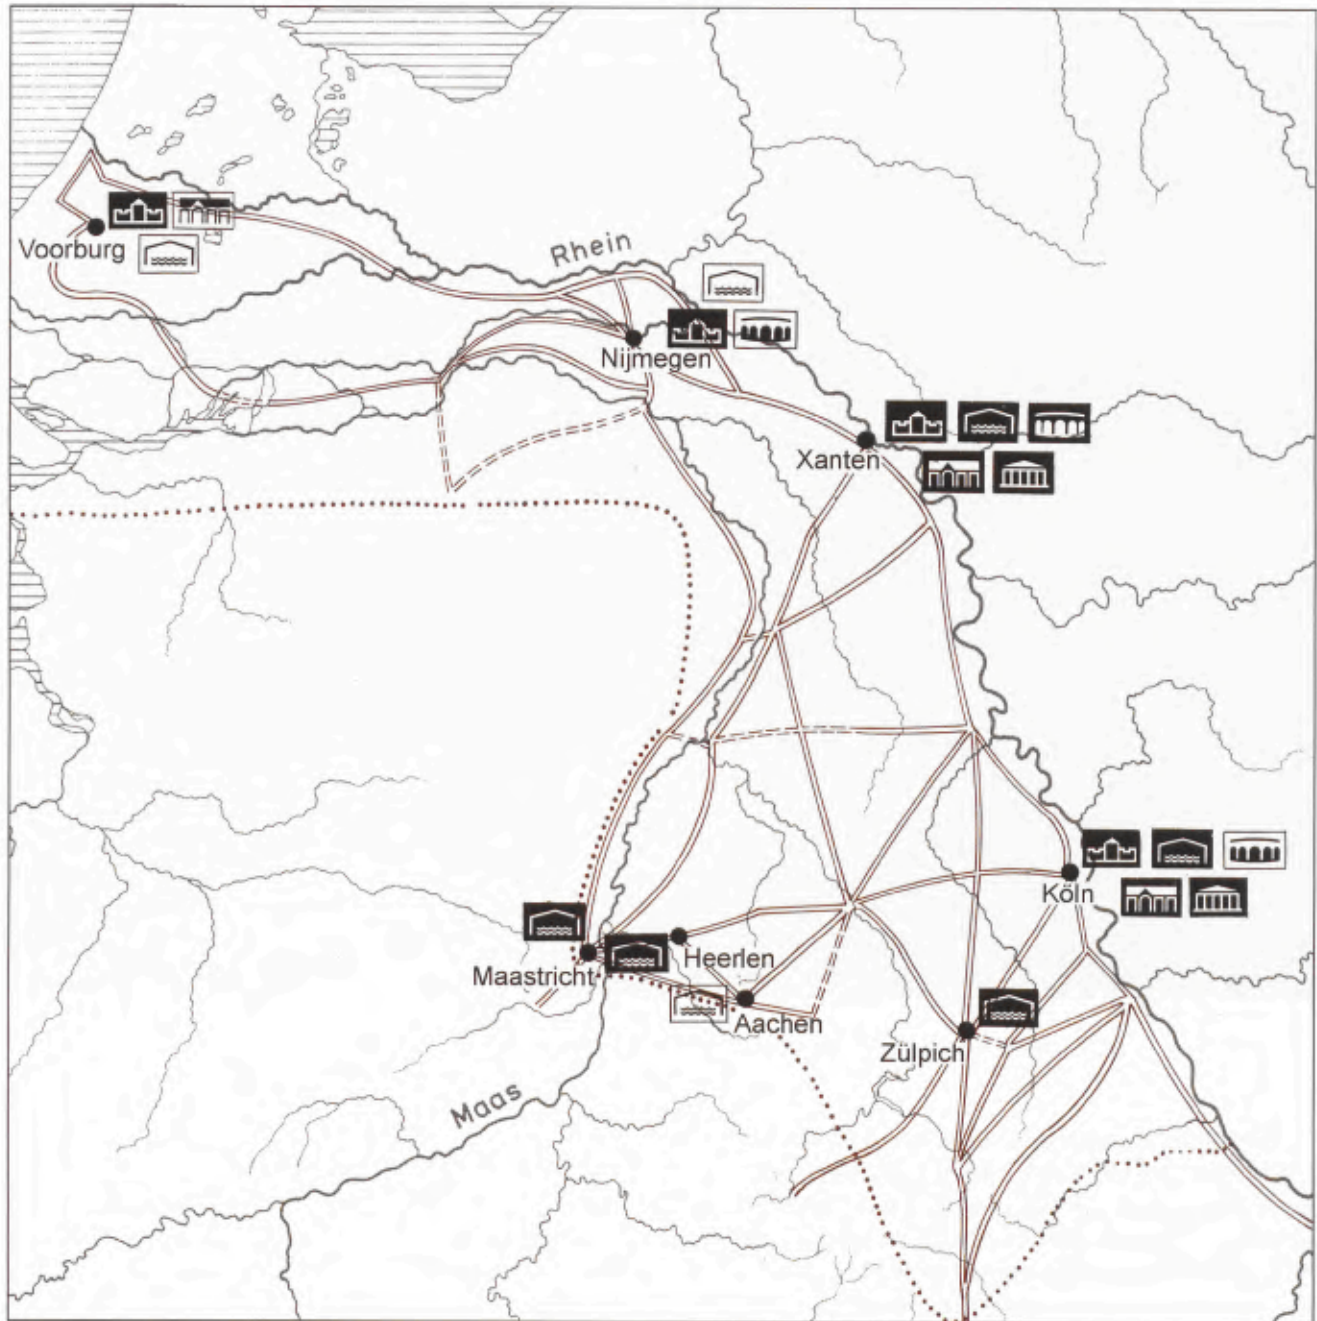 Voorburg
Rhein
Nijmegen
Xanten
Köln
Heerlen
Maastricht
Aachen
Zülpich
Maas